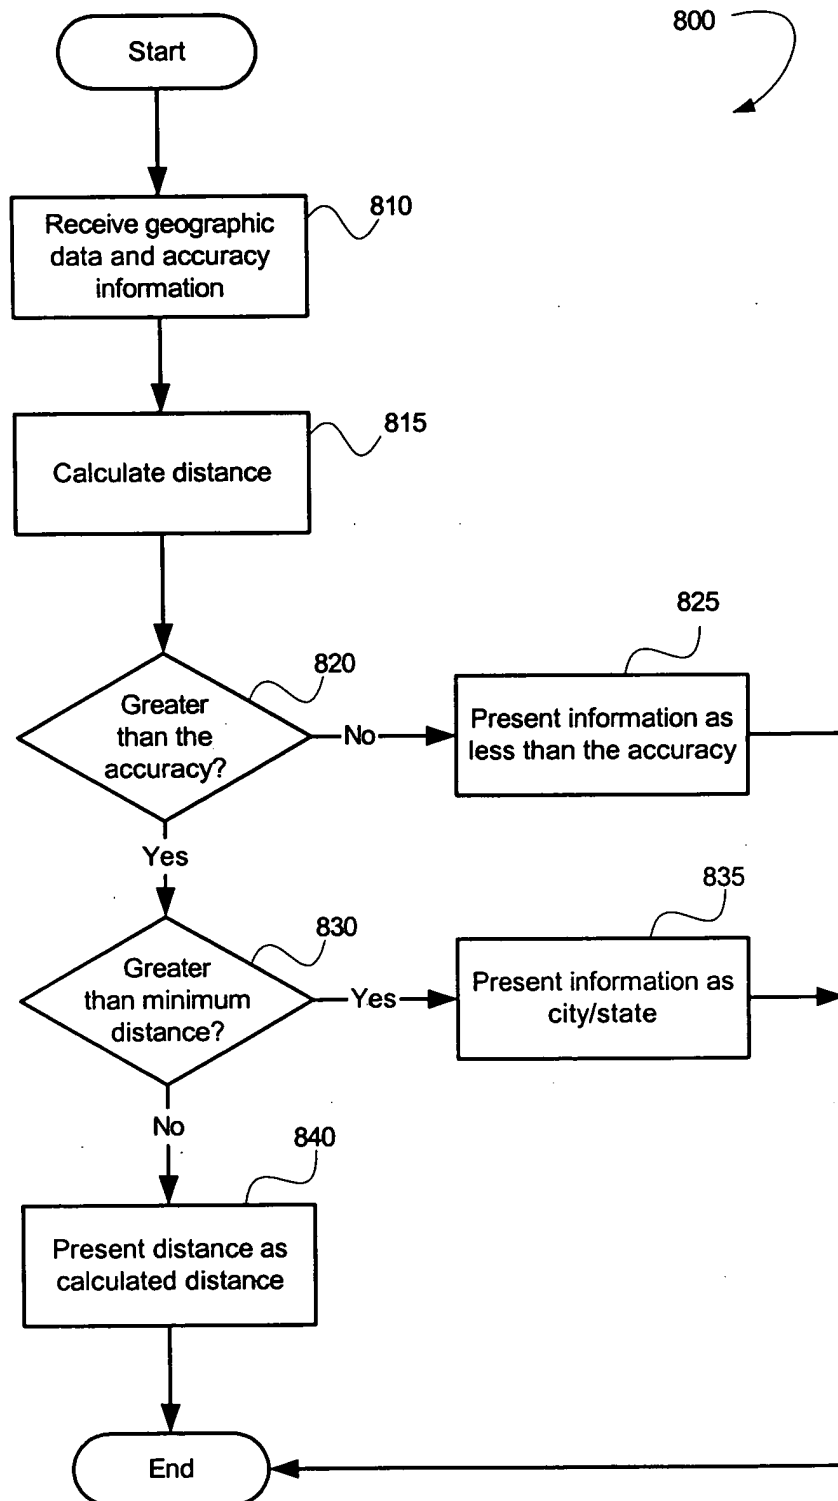 Start
800
Receive geographic
data and accuracy
information
810
Calculate distance
815
Greater
than the
accuracy?
820
No
Present information as
less than the accuracy
825
Yes
Greater
than minimum
distance?
830
Yes
Present information as
city/state
835
No
Present distance as
calculated distance
840
End